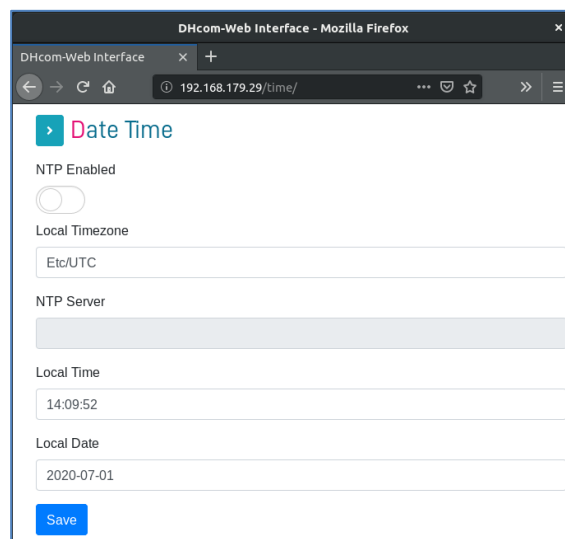 DHcom-Web Interface - Mozilla Firefox
DHcom-Web Interface
192.168.179.29/time/
Date Time
NTP Enabled
Local Timezone
Etc/UTC
NTP Server
Local Time
14:09:52
Local Date
2020-07-01
Save